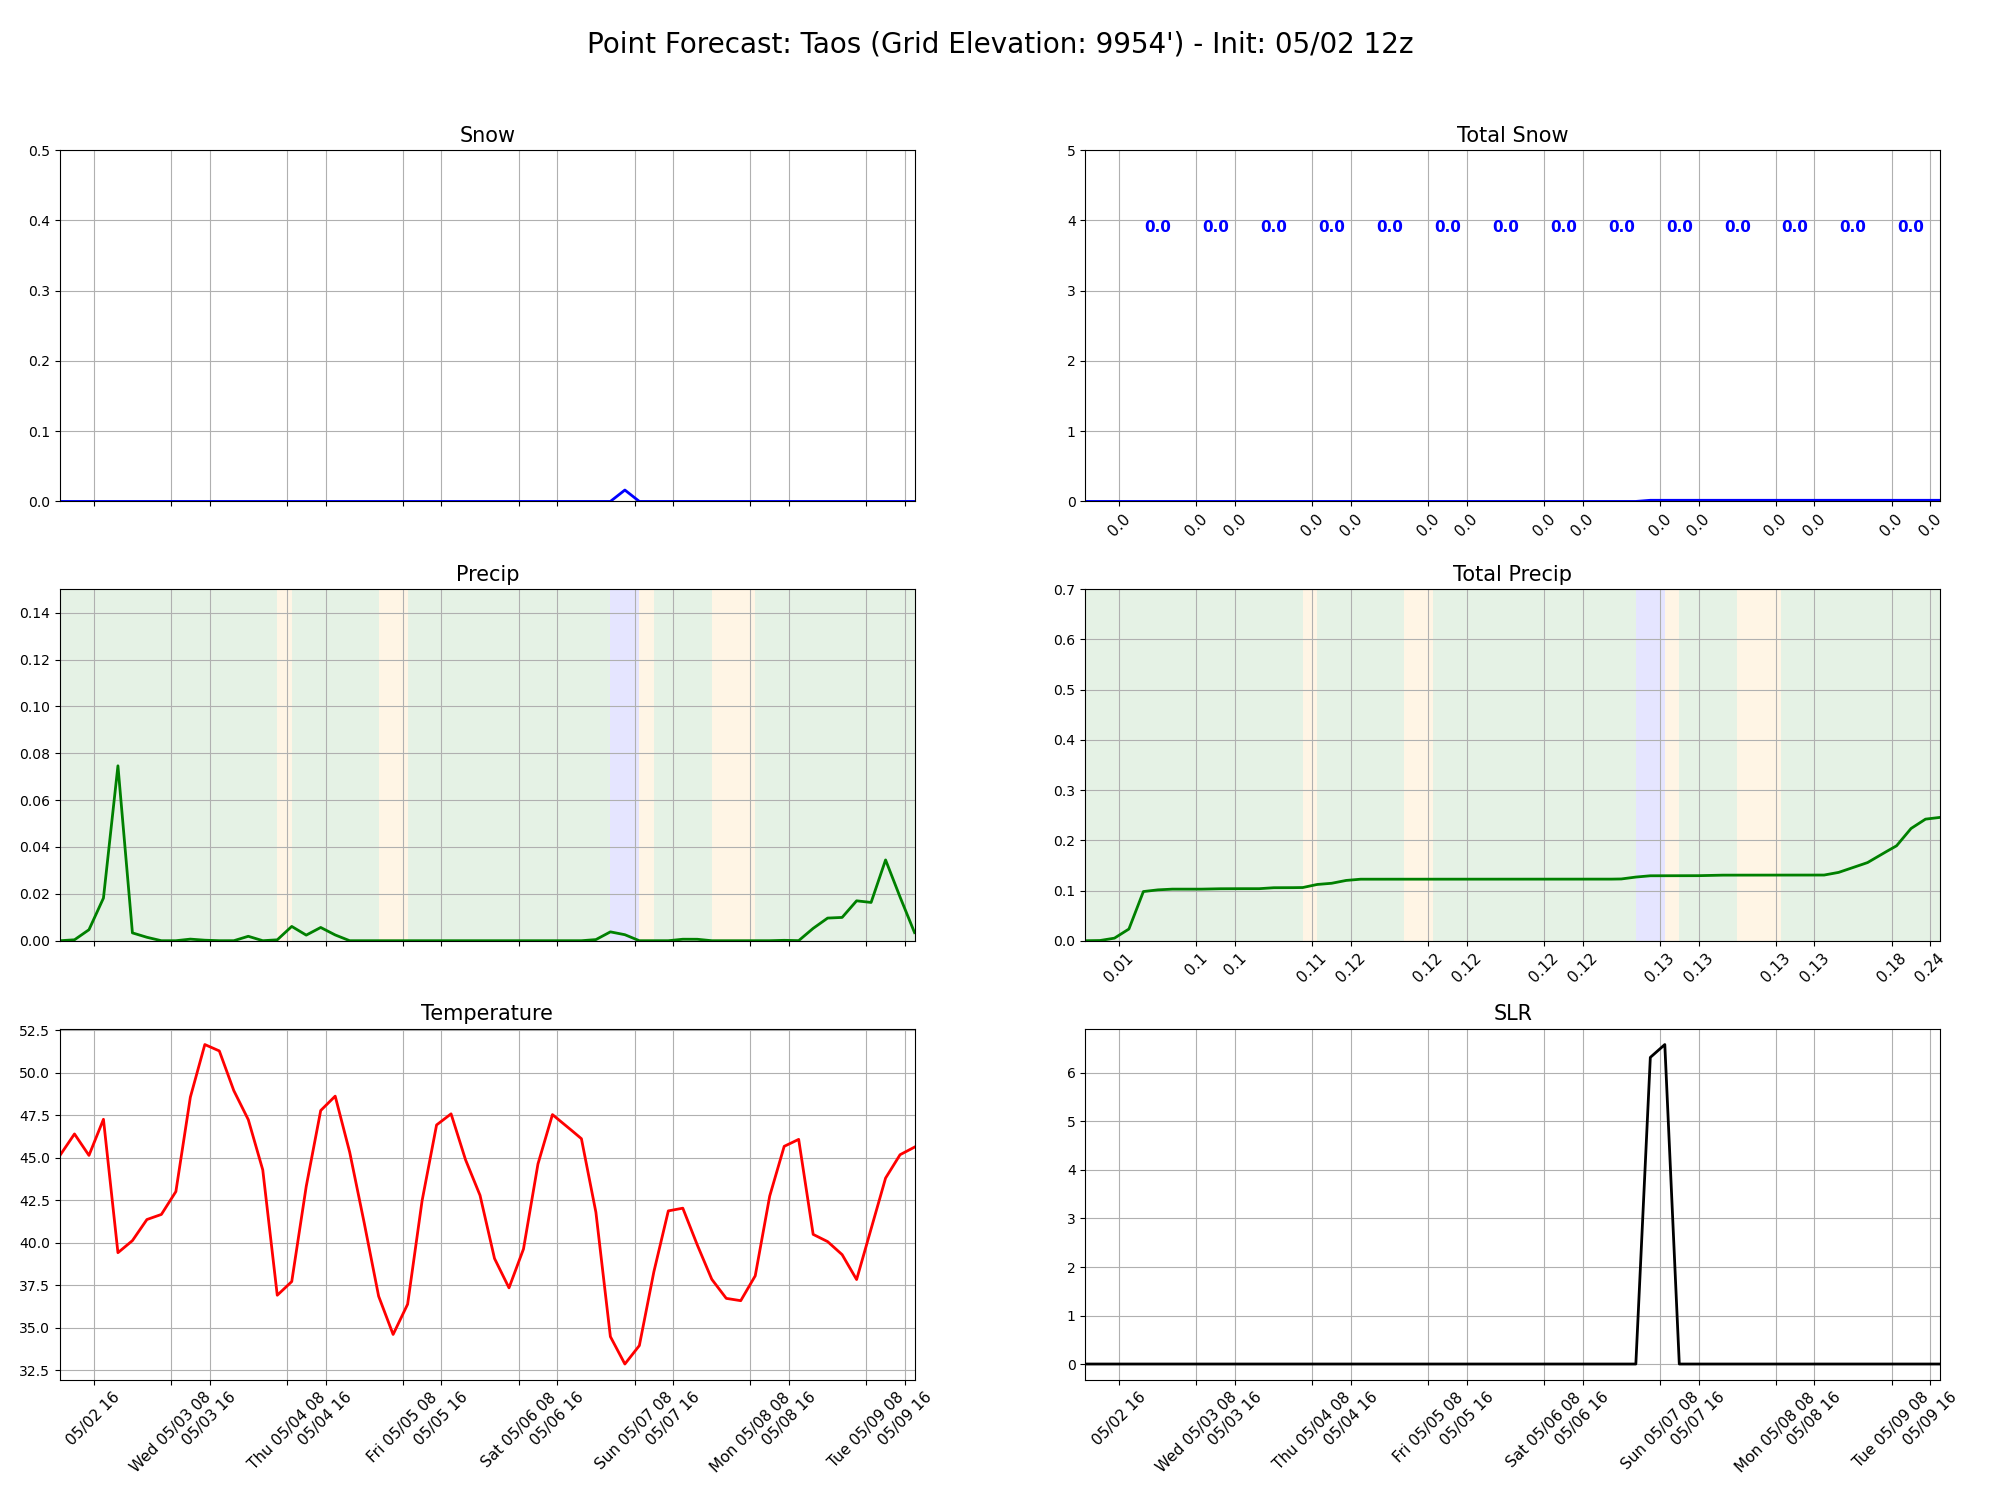 Point Forecast: Taos (Grid Elevation: 9954') - Init: 05/02 12z
Snow
0.5
0.4
0.3
0.2
0.1
0.0
Total Snow
5
4
3
2
1
0
0.0 0.0 0.0 0.0 0.0 0.0 0.0 0.0 0.0 0.0 0.0 0.0 0.0 0.0
0.0 0.0 0.0 0.0 0.0 0.0 0.0 0.0 0.0 0.0 0.0 0.0 0.0 0.0 0.0
Precip
0.14
0.12
0.10
0.08
0.06
0.04
0.02
0.00
Total Precip
0.7
0.6
0.5
0.4
0.3
0.2
0.1
0.0
0.01 0.1 0.1 0.11 0.12 0.12 0.12 0.12 0.12 0.13 0.13 0.13 0.13 0.18 0.24
Temperature
52.5
50.0
47.5
45.0
42.5
40.0
37.5
35.0
32.5
05/02 16
Wed 05/03 08
05/03 16
Thu 05/04 08
05/04 16
Fri 05/05 08
05/05 16
Sat 05/06 08
05/06 16
Sun 05/07 08
05/07 16
Mon 05/08 08
05/08 16
Tue 05/09 08
05/09 16
SLR
6
5
4
3
2
1
0
05/02 16
Wed 05/03 08
05/03 16
Thu 05/04 08
05/04 16
Fri 05/05 08
05/05 16
Sat 05/06 08
05/06 16
Sun 05/07 08
05/07 16
Mon 05/08 08
05/08 16
Tue 05/09 08
05/09 16